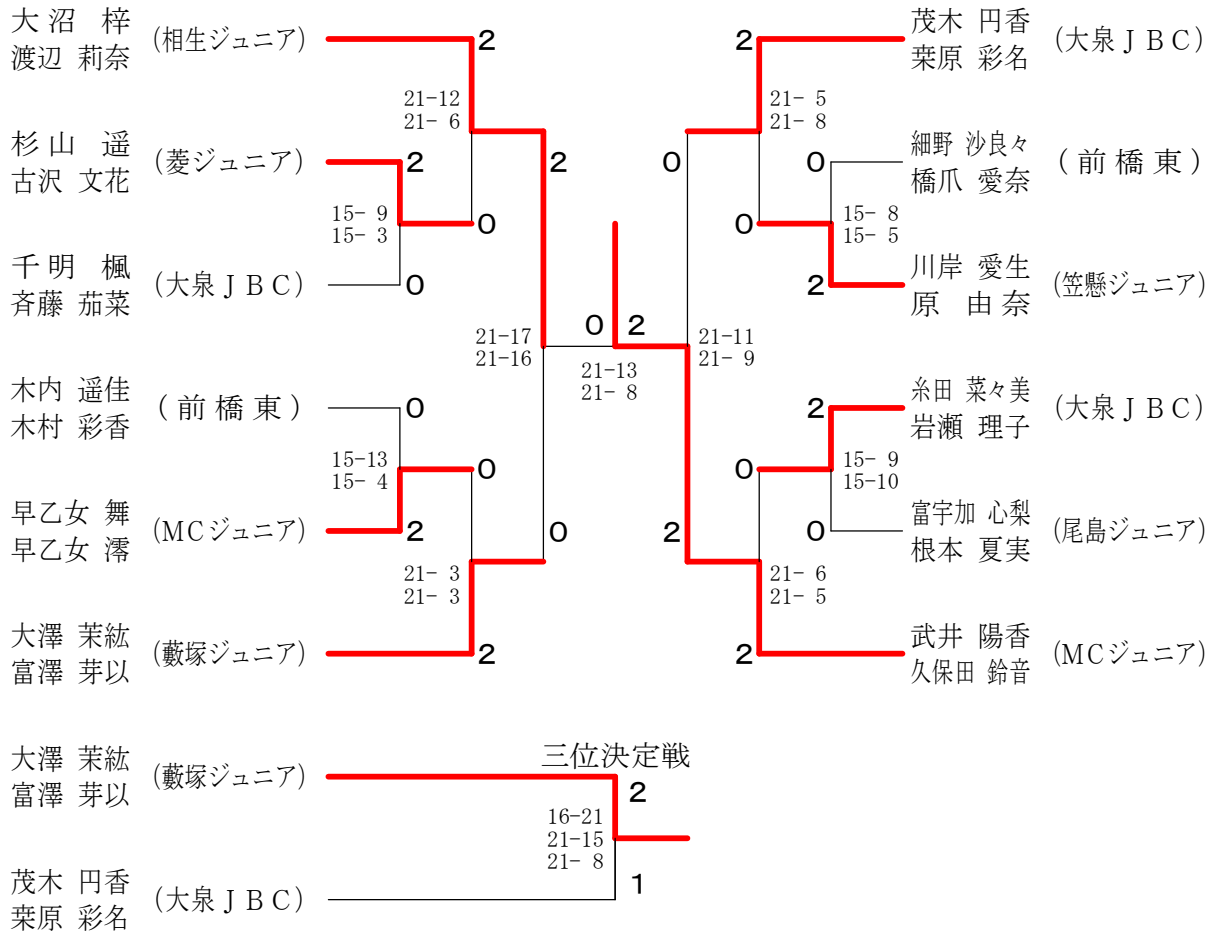 大沼 梓
渡辺 莉奈
(相生ジュニア)
2
21-12
21- 6
杉山 遥
古沢 文花
(菱ジュニア)
2
2
15- 9
15- 3
0
千明 楓
斉藤 茄菜
(大泉ＪＢＣ)
0
21-17
21-16
木内 遥佳
木村 彩香
(前橋東)
0
15-13
15- 4
0
早乙女 舞
早乙女 澪
(MCジュニア)
2
0
21- 3
21- 3
大澤 茉紘
富澤 芽以
(藪塚ジュニア)
2
0 2
21-13
21- 8
2
茂木 円香
桒原 彩名
(大泉ＪＢＣ)
21- 5
21- 8
0
0
細野 沙良々
橋爪 愛奈
(前橋東)
15- 8
15- 5
0
2
川岸 愛生
原 由奈
(笠懸ジュニア)
21-11
21- 9
2
糸田 菜々美
岩瀬 理子
(大泉ＪＢＣ)
0
15- 9
15-10
2
0
富宇加 心梨
根本 夏実
(尾島ジュニア)
21- 6
21- 5
2
武井 陽香
久保田 鈴音
(MCジュニア)
三位決定戦
大澤 茉紘
富澤 芽以
(藪塚ジュニア)
2
16-21
21-15
21- 8
茂木 円香
桒原 彩名
(大泉ＪＢＣ)
1